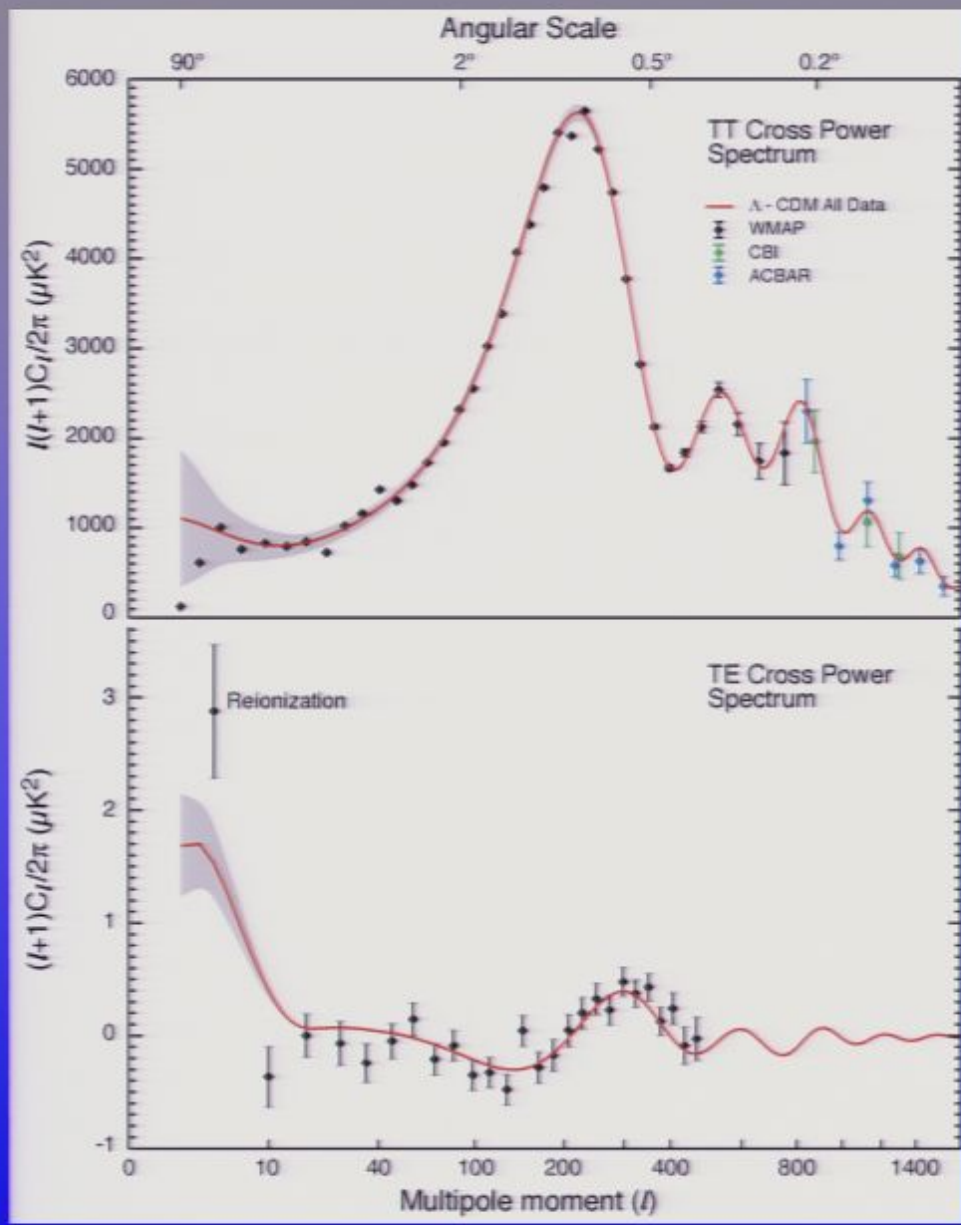 Angular Scale
90° 2° 0.5° 0.2°
6000
5000
4000
3000
2000
1000
0
l(l+1)Cl/2π (μK²)
TT Cross Power
Spectrum
Λ - CDM All Data
WMAP
CBI
ACBAR
3
2
1
0
-1
(l+1)Cl/2π (μK²)
Reionization
TE Cross Power
Spectrum
0 10 40 100 200 400 800 1400
Multipole moment (l)